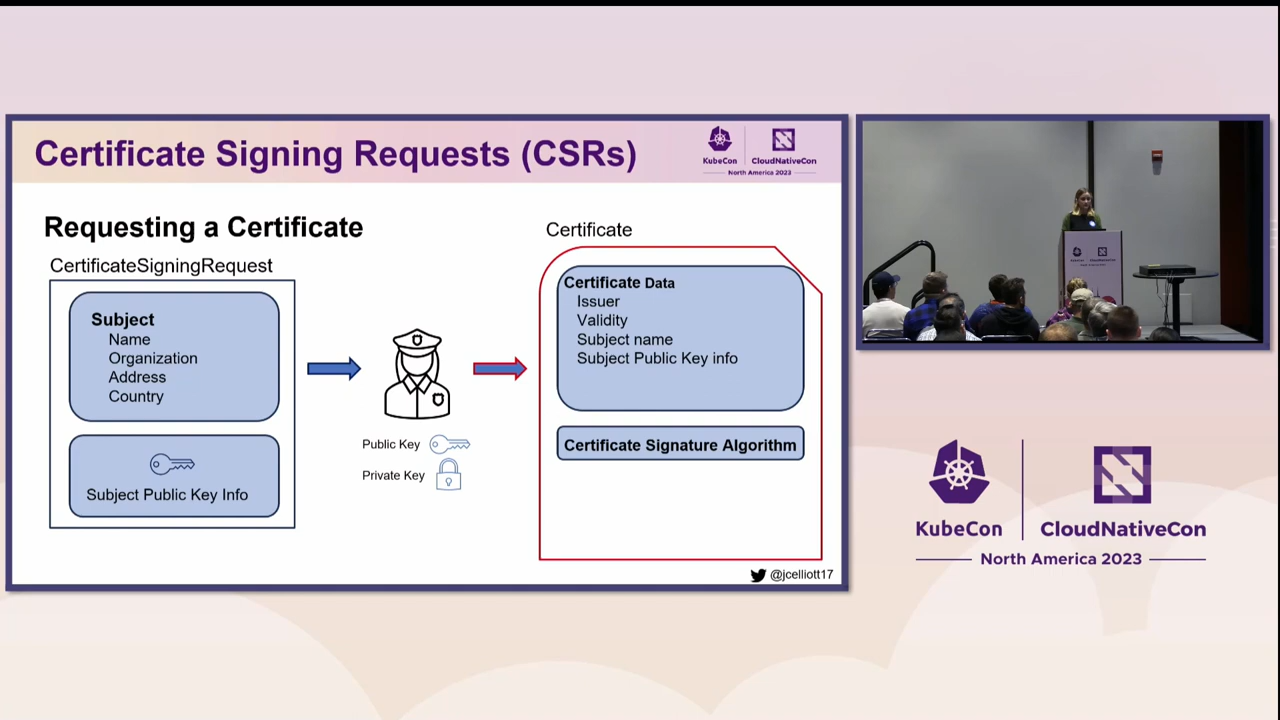 Certificate Signing Requests (CSRs)
KubeCon
CloudNativeCon
North America 2023
Requesting a Certificate
CertificateSigningRequest
Subject
Name
Organization
Address
Country
Subject Public Key Info
Public Key
Private Key
Certificate
Certificate Data
Issuer
Validity
Subject name
Subject Public Key info
Certificate Signature Algorithm
@jcelliott17
KubeCon
CloudNativeCon
North America 2023